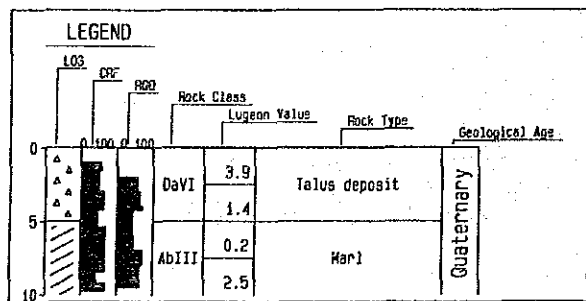 LEGEND
LOG
CRF
RQD
Rock Class
Lugeon Value
Rock Type
Geological Age
0 100 0 100
0
DaVI
3.9
Talus deposit
Quaternary
1.4
5
AbIII
0.2
Marl
2.5
10